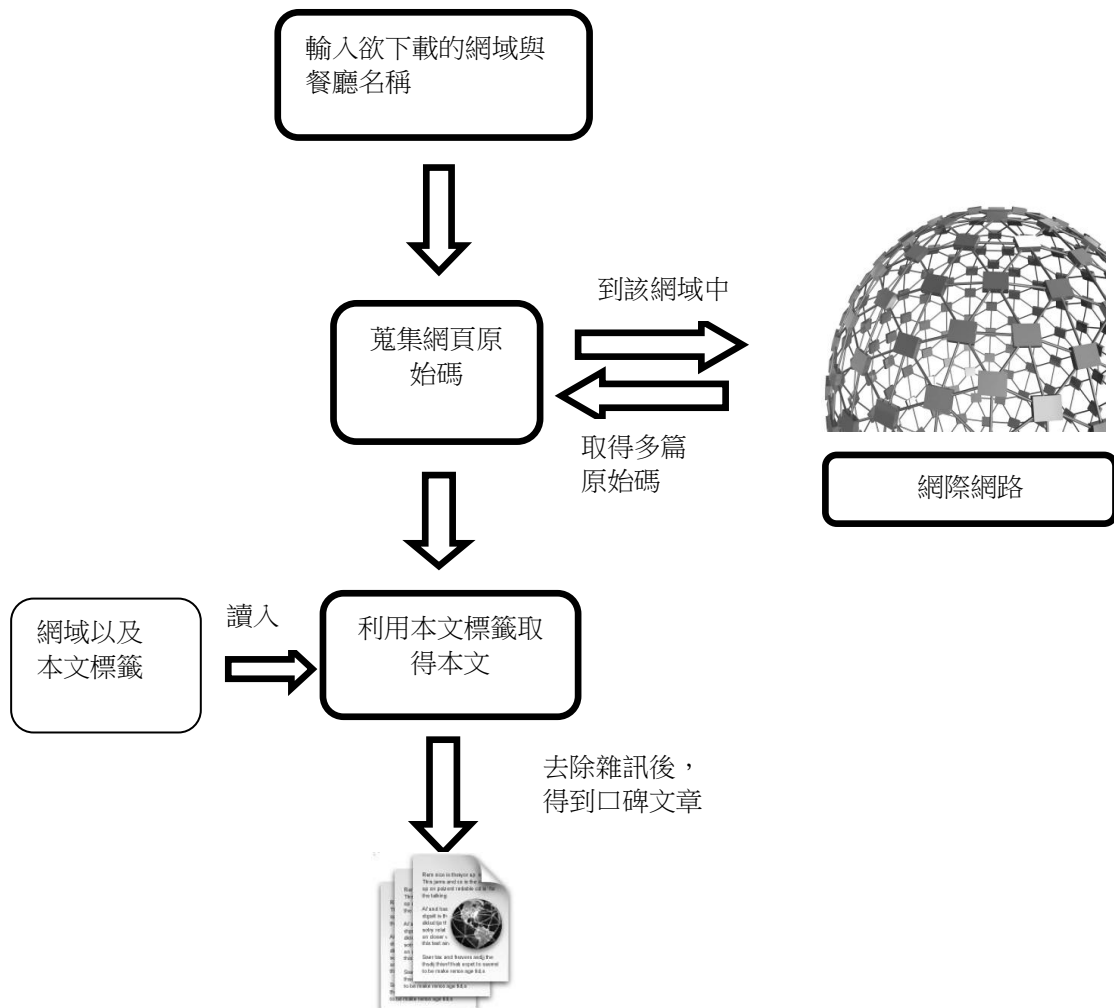 輸入欲下載的網域與
餐廳名稱
到該網域中
蒐集網頁原
始碼
取得多篇
原始碼
網際網路
網域以及
本文標籤
讀入
利用本文標籤取
得本文
去除雜訊後，
得到口碑文章